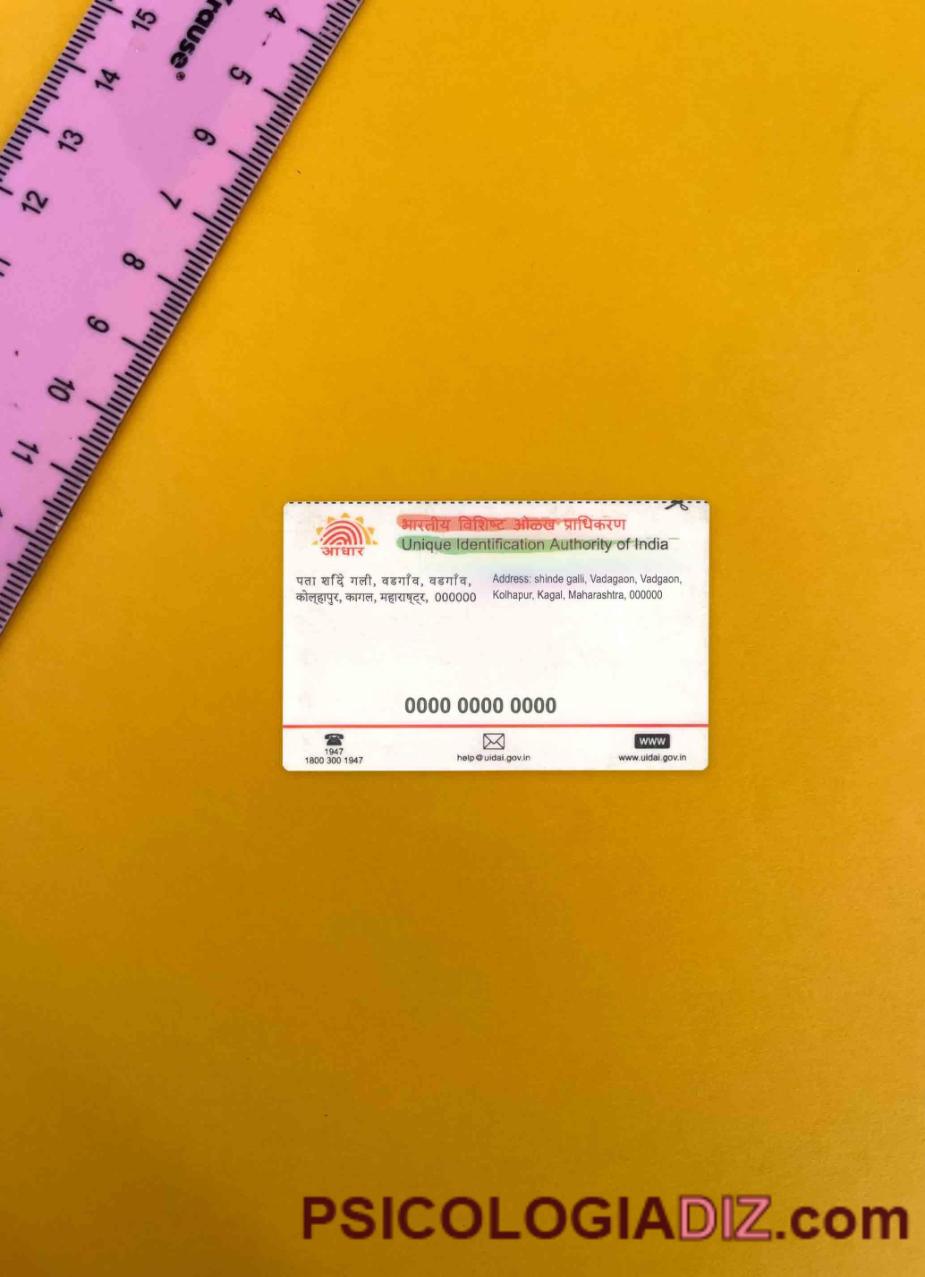 15
14
13
12
11
rause®
4
5
6
7
8
9
10
11
भारतीय विशिष्ट ओळख प्राधिकरण
Unique Identification Authority of India
आधार
पता शदि गली, वडगाँव, वडगाँव,
कोल्हापुर, कागल, महाराष्ट्र, 000000
Address: shinde galli, Vadagaon, Vadgaon,
Kolhapur, Kagal, Maharashtra, 000000
0000 0000 0000
1947
1800 300 1947
help@uidai.gov.in
WWW
www.uidai.gov.in
PSICOLOGIADIZ.com